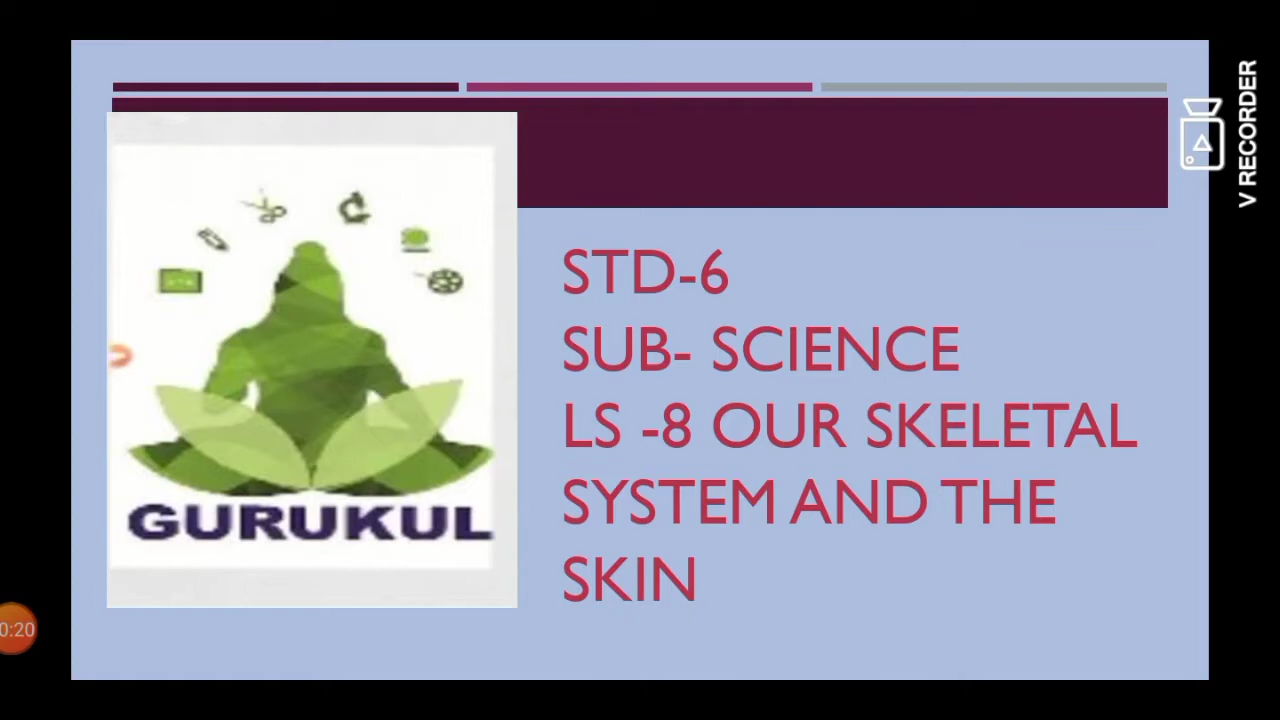 STD-6
SUB- SCIENCE
LS -8 OUR SKELETAL
SYSTEM AND THE
SKIN
GURUKUL
V RECORDER
0:20